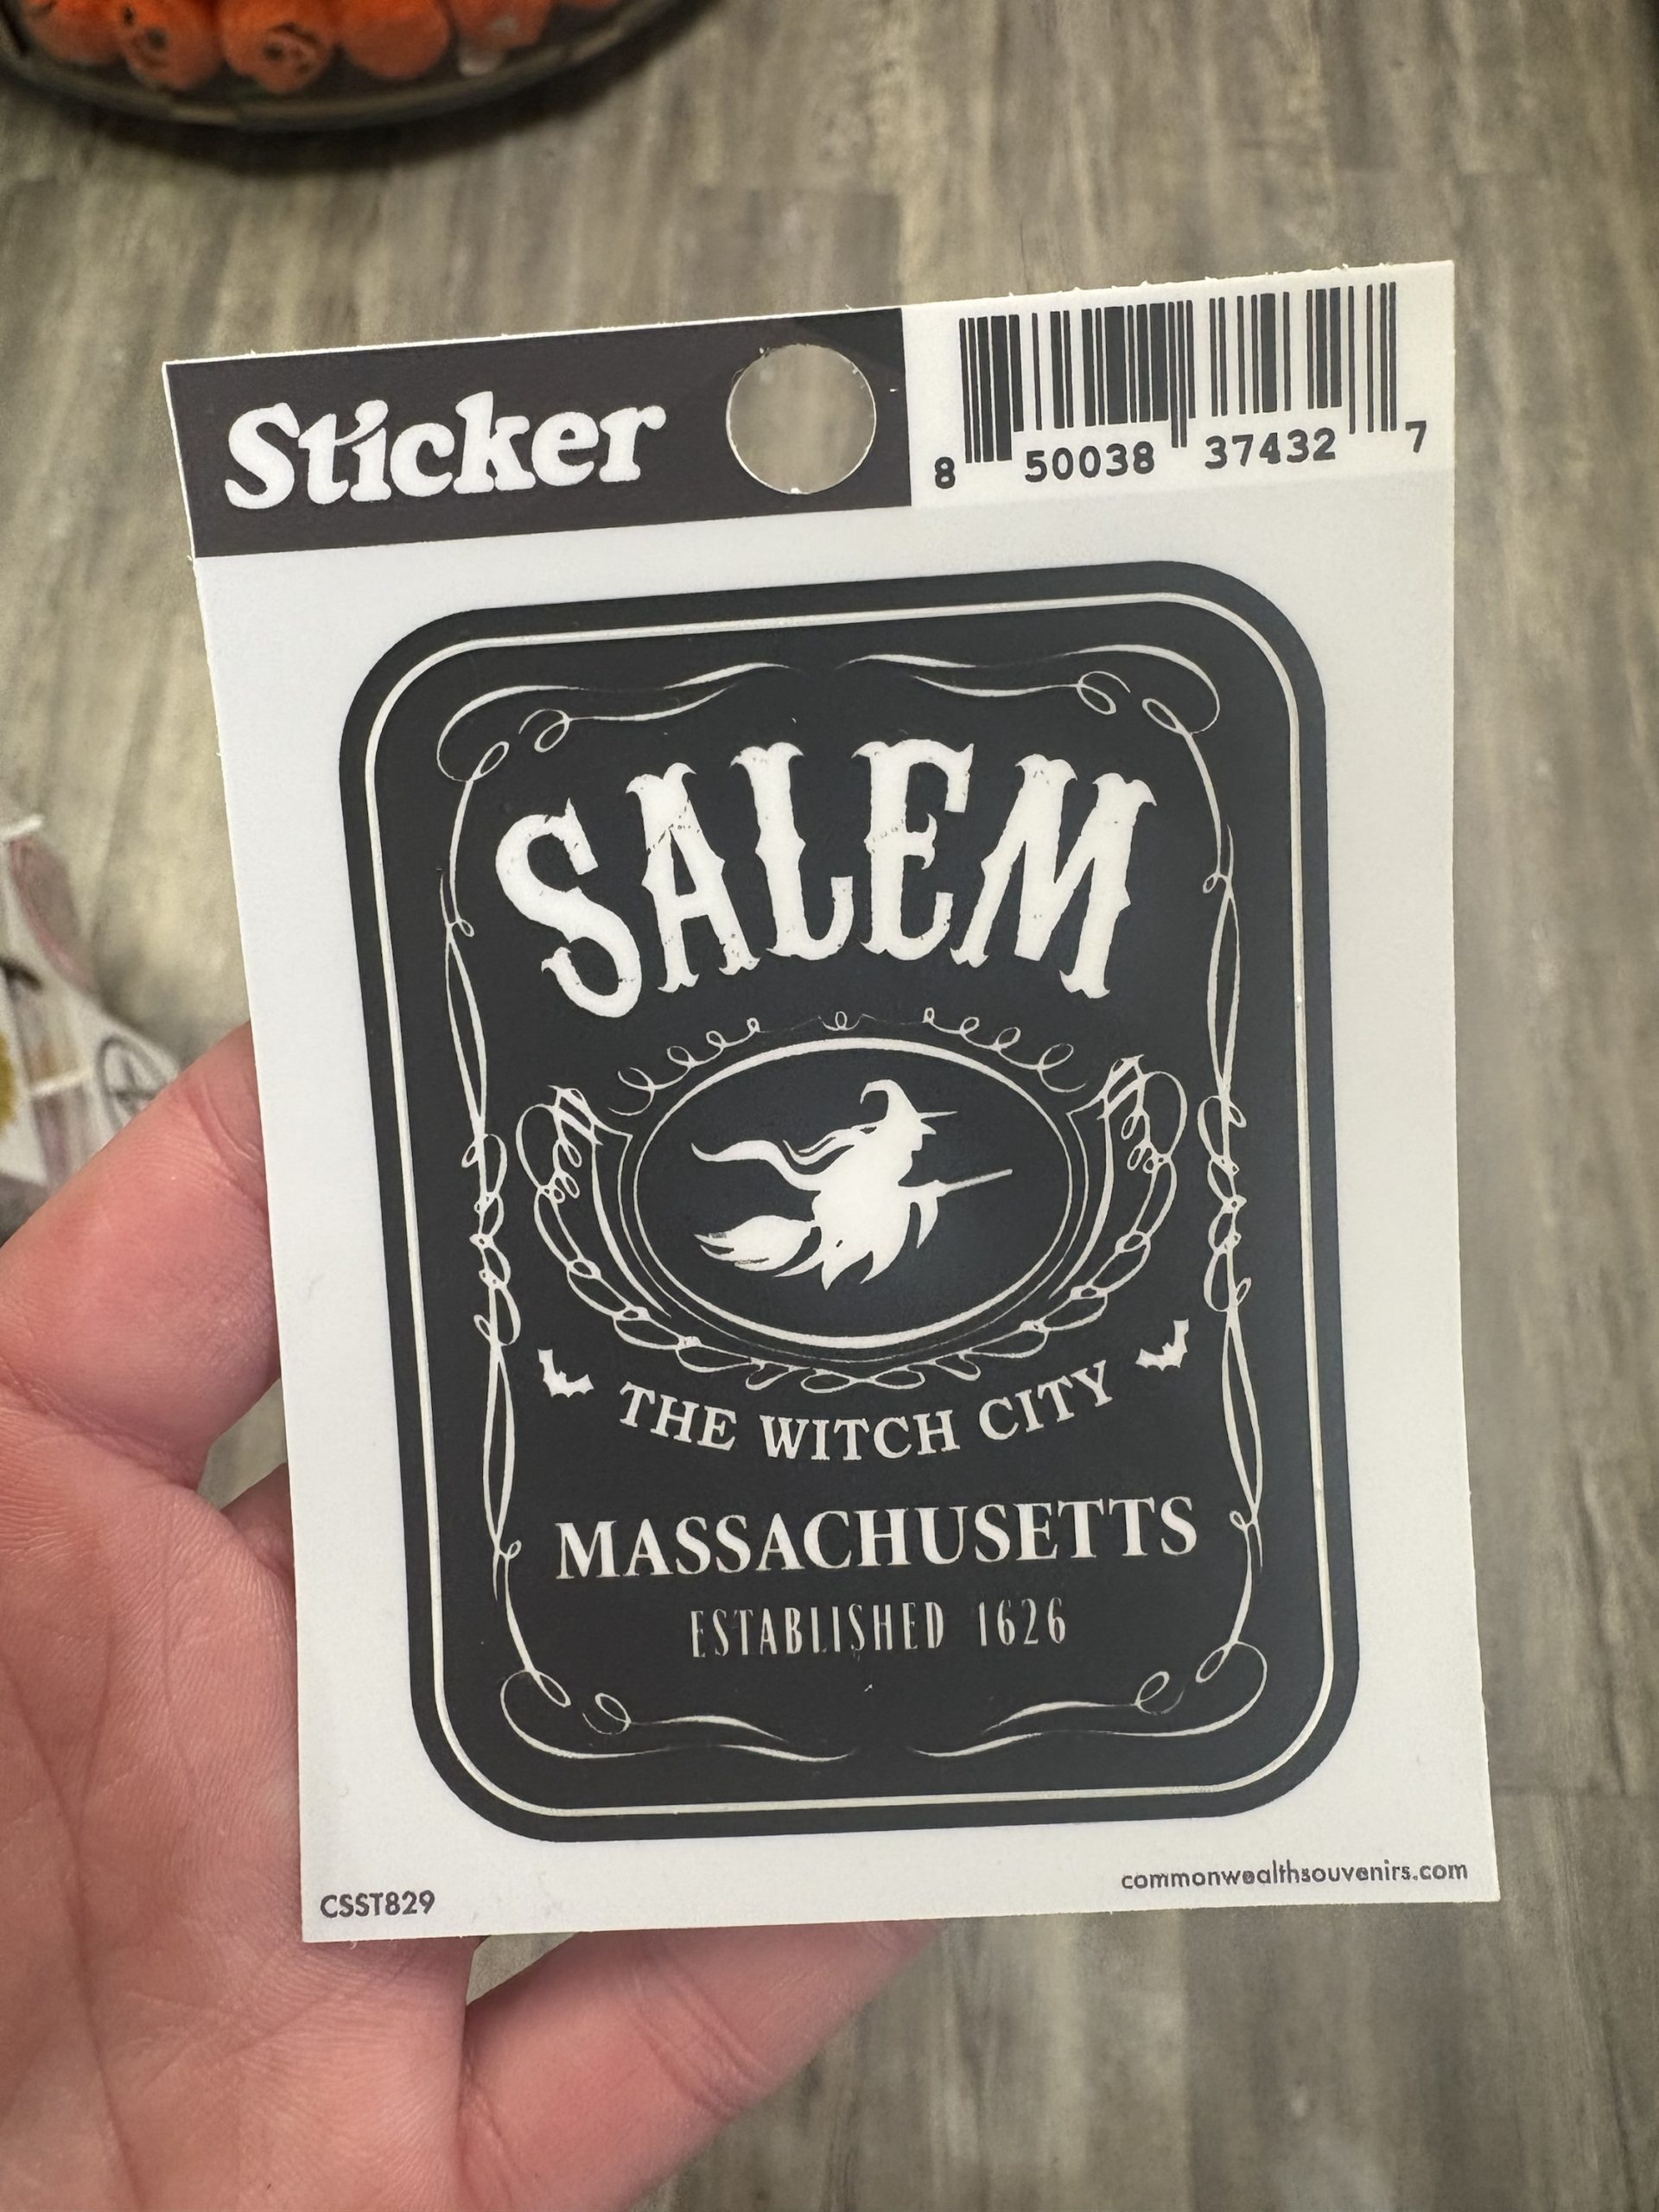 Sticker
8 50038 37432 7
SALEM
THE WITCH CITY
MASSACHUSETTS
ESTABLISHED 1626
CSST829
commonwealthsouvenirs.com